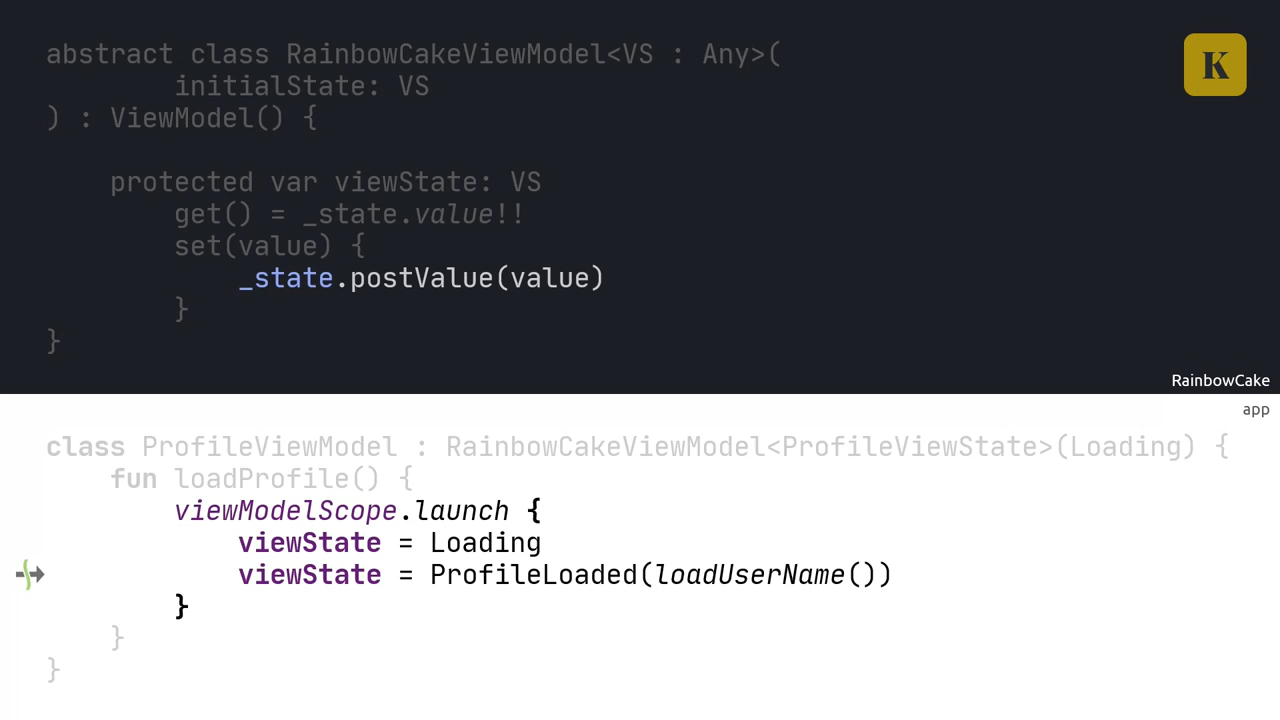 abstract class RainbowCakeViewModel<VS : Any>(
        initialState: VS
) : ViewModel() {
    protected var viewState: VS
        get() = _state.value!!
        set(value) {
            _state.postValue(value)
        }
}
K
RainbowCake
app
class ProfileViewModel : RainbowCakeViewModel<ProfileViewState>(Loading) {
    fun loadProfile() {
        viewModelScope.launch {
            viewState = Loading
            viewState = ProfileLoaded(loadUserName())
        }
    }
}